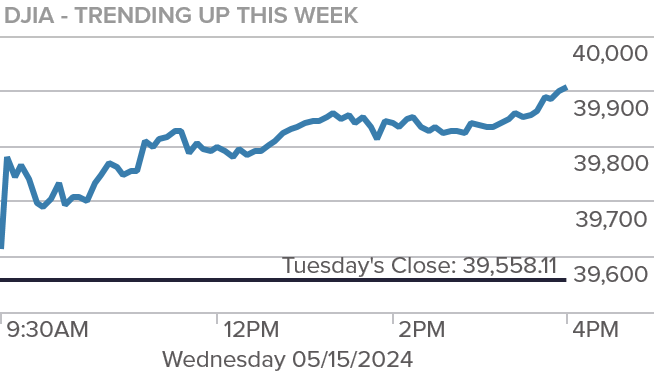 DJIA - TRENDING UP THIS WEEK
40,000
39,900
39,800
39,700
Tuesday's Close: 39,558.11
39,600
9:30AM 12PM 2PM 4PM
Wednesday 05/15/2024